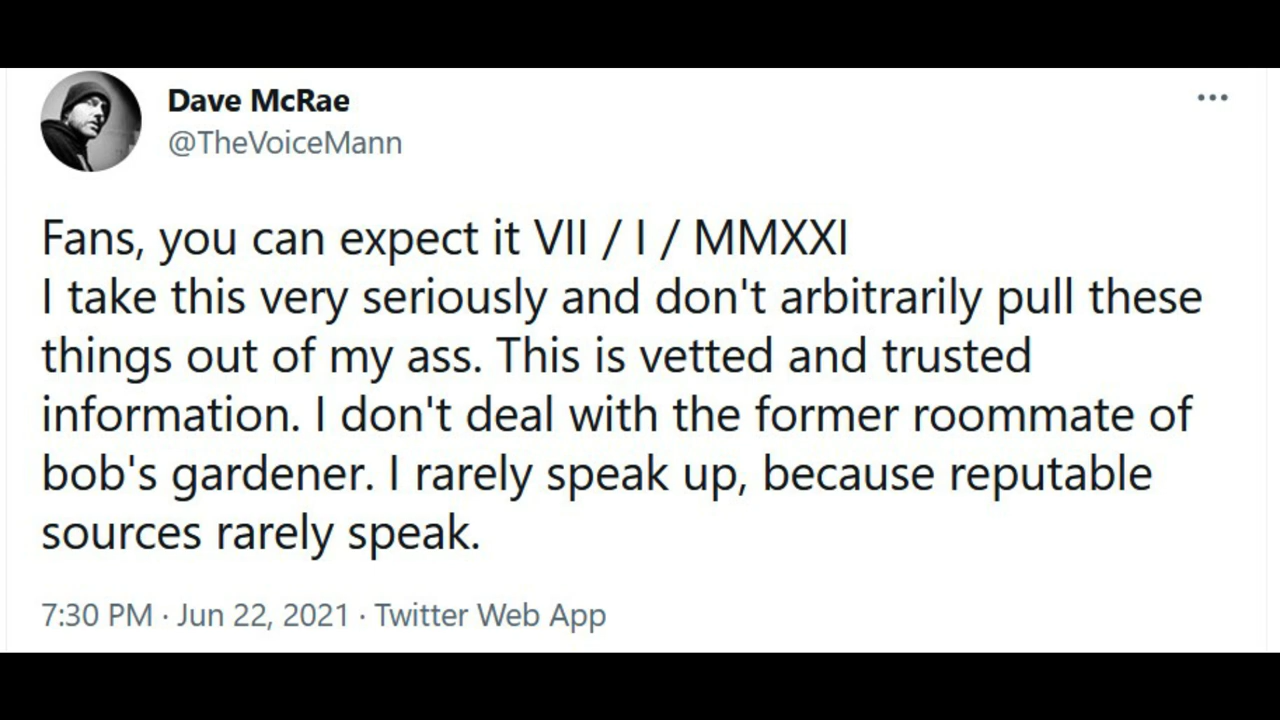 Dave McRae
@TheVoiceMann
Fans, you can expect it VII / I / MMXXI
I take this very seriously and don't arbitrarily pull these
things out of my ass. This is vetted and trusted
information. I don't deal with the former roommate of
bob's gardener. I rarely speak up, because reputable
sources rarely speak.
7:30 PM · Jun 22, 2021 · Twitter Web App